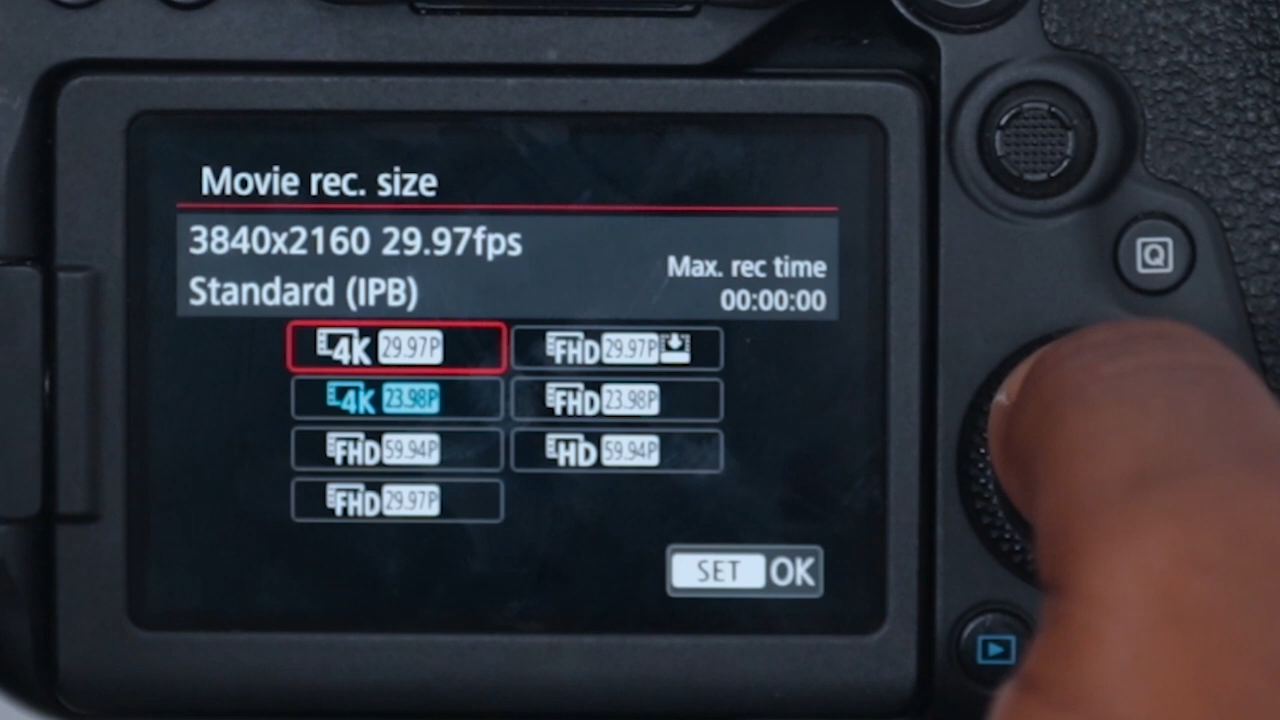 Movie rec. size
3840x2160 29.97fps
Standard (IPB)
Max. rec time
00:00:00
4K 29.97P
FHD 29.97P
4K 23.98P
FHD 23.98P
FHD 59.94P
HD 59.94P
FHD 29.97P
SET OK
Q